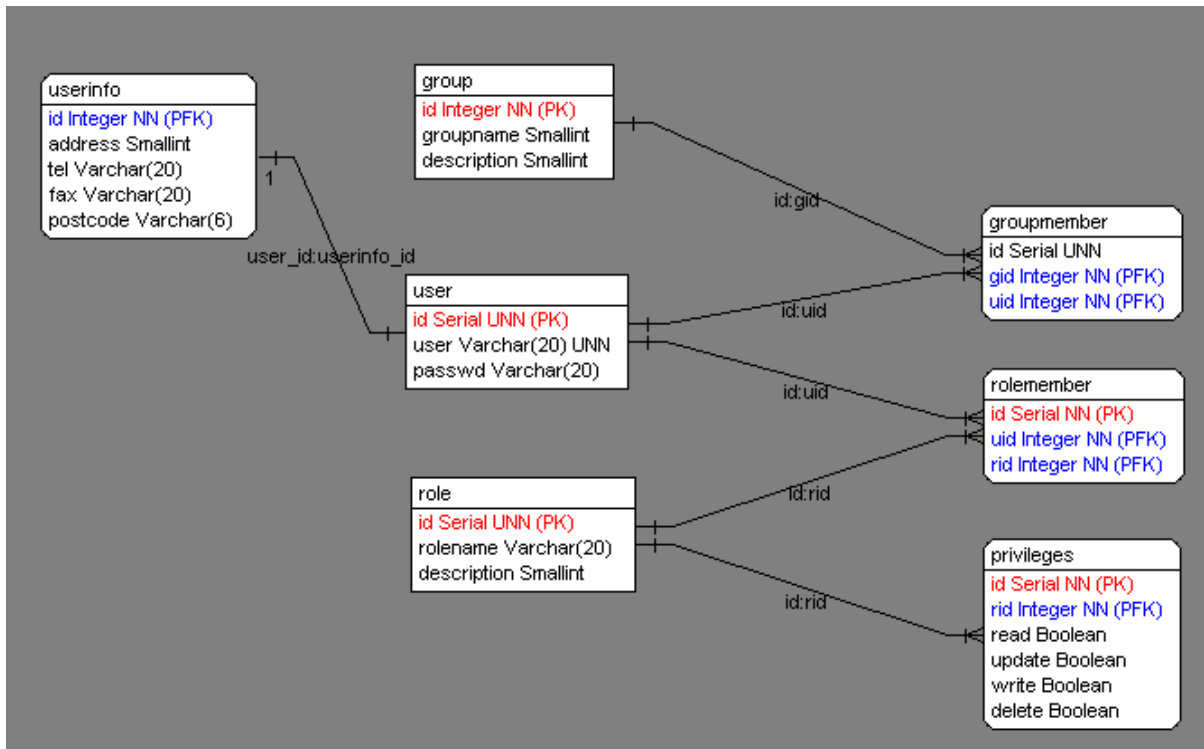 userinfo
id Integer NN (PFK)
address Smallint
tel Varchar(20)
fax Varchar(20)
postcode Varchar(6)
1
user_id:userinfo_id
group
id Integer NN (PK)
groupname Smallint
description Smallint
id:gid
user
id Serial UNN (PK)
user Varchar(20) UNN
passwd Varchar(20)
id:uid
id:uid
role
id Serial UNN (PK)
rolename Varchar(20)
description Smallint
id:rid
id:rid
groupmember
id Serial UNN
gid Integer NN (PFK)
uid Integer NN (PFK)
rolemember
id Serial NN (PK)
uid Integer NN (PFK)
rid Integer NN (PFK)
privileges
id Serial NN (PK)
rid Integer NN (PFK)
read Boolean
update Boolean
write Boolean
delete Boolean